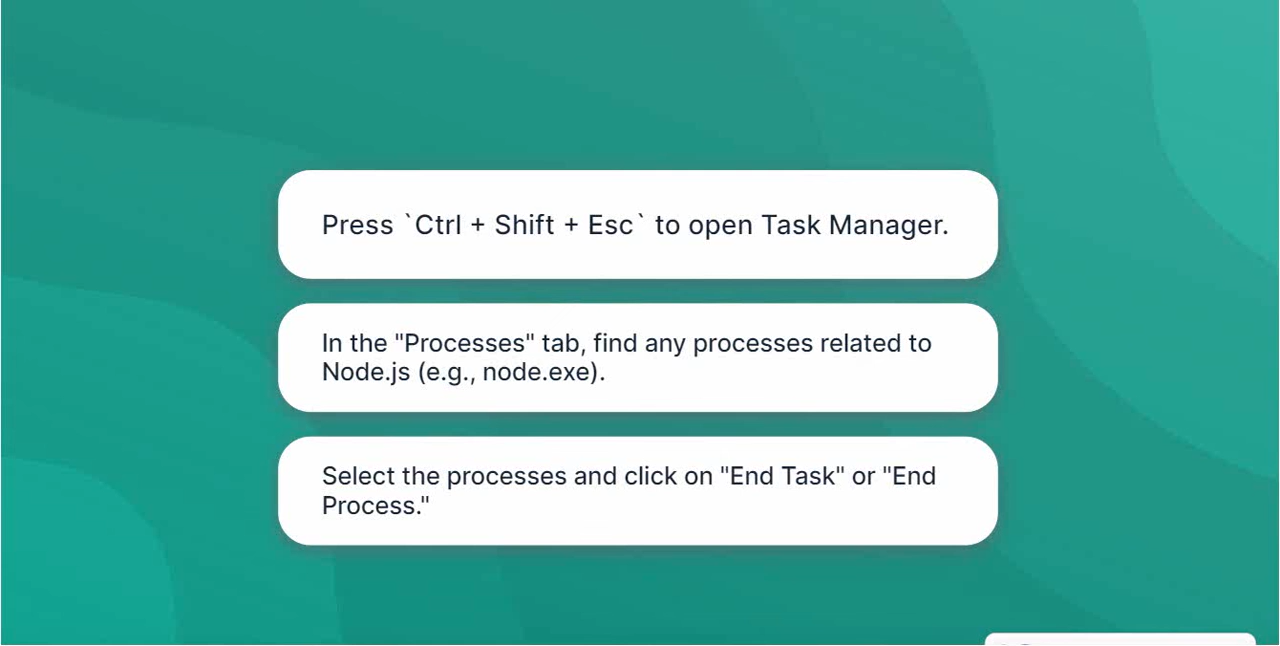 Press `Ctrl + Shift + Esc` to open Task Manager.
In the "Processes" tab, find any processes related to
Node.js (e.g., node.exe).
Select the processes and click on "End Task" or "End
Process."